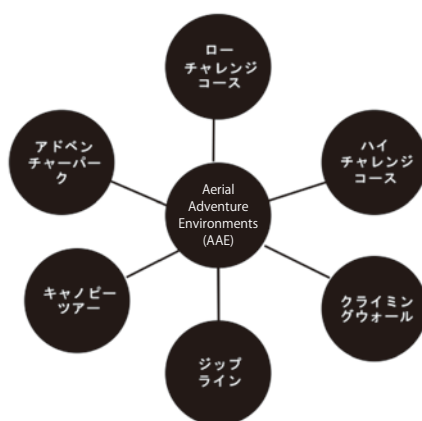 ロー
チャレンジ
コース
アドベン
チャーパー
ク
ハイ
チャレンジ
コース
Aerial
Adventure
Environments
(AAE)
キャノピー
ツアー
クライミン
グウォール
ジップ
ライン